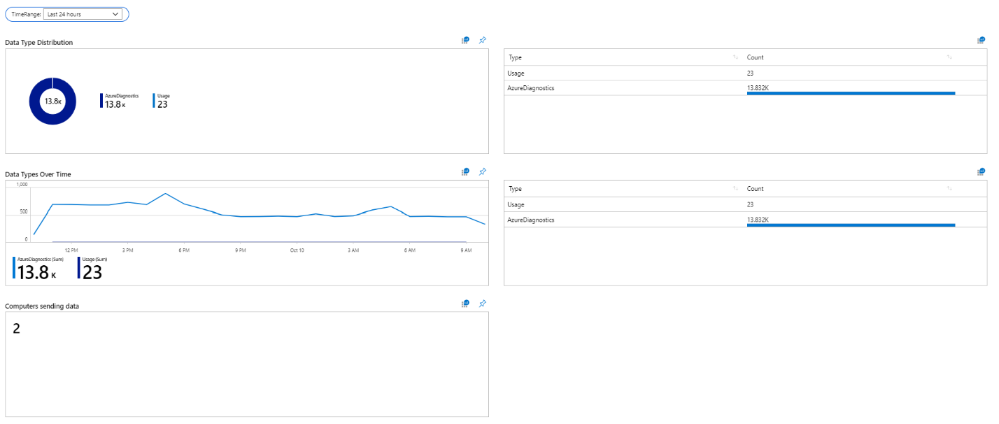 TimeRange: Last 24 hours
Data Type Distribution
13.8K
AzureDiagnostics
13.8 K
Usage
23
Type Count
Usage 23
AzureDiagnostics 13.832K
Data Types Over Time
1,000
500
0
12 PM 3 PM 6 PM 9 PM Oct 10 3 AM 6 AM 9 AM
AzureDiagnostics (Sum)
13.8 K
Usage (Sum)
23
Type Count
Usage 23
AzureDiagnostics 13.832K
Computers sending data
2